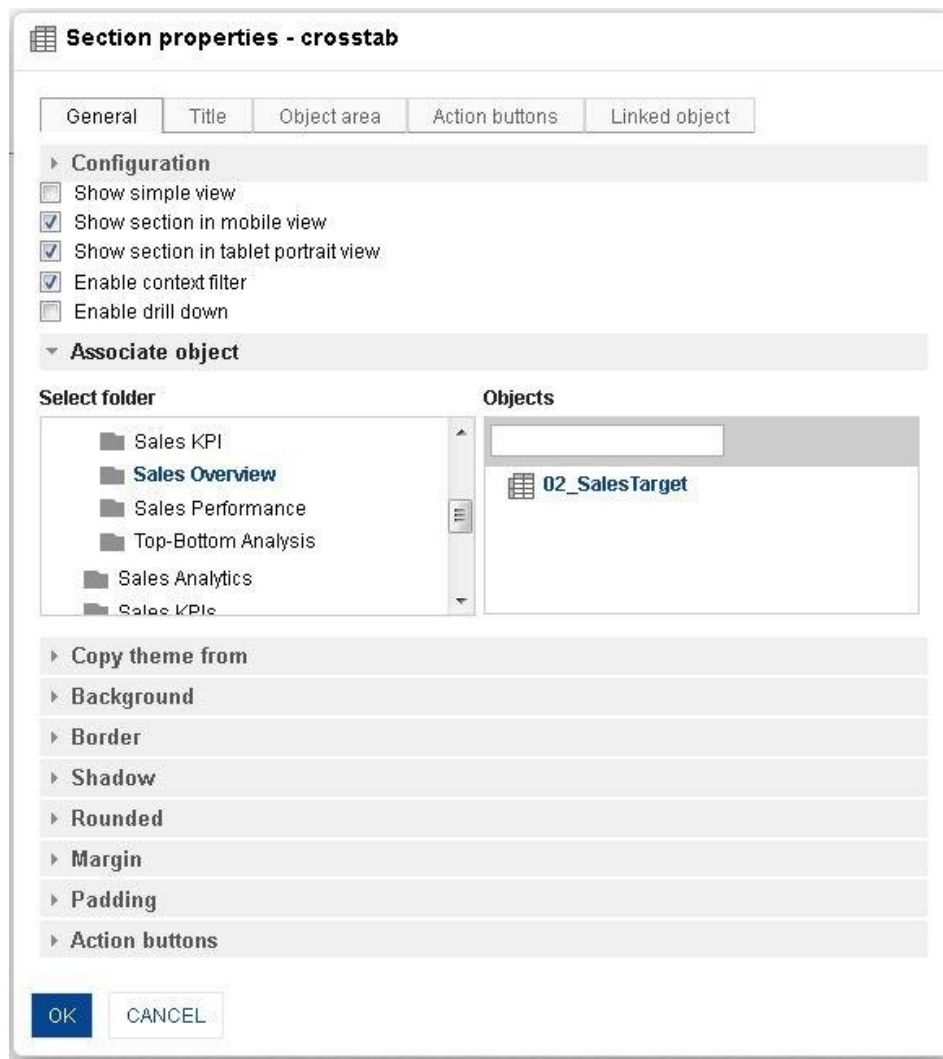 Section properties - crosstab
General Title Object area Action buttons Linked object
Configuration
Show simple view
Show section in mobile view
Show section in tablet portrait view
Enable context filter
Enable drill down
Associate object
Select folder Objects
Sales KPI
Sales Overview 02_SalesTarget
Sales Performance
Top-Bottom Analysis
Sales Analytics
Sales KPIs
Copy theme from
Background
Border
Shadow
Rounded
Margin
Padding
Action buttons
OK CANCEL